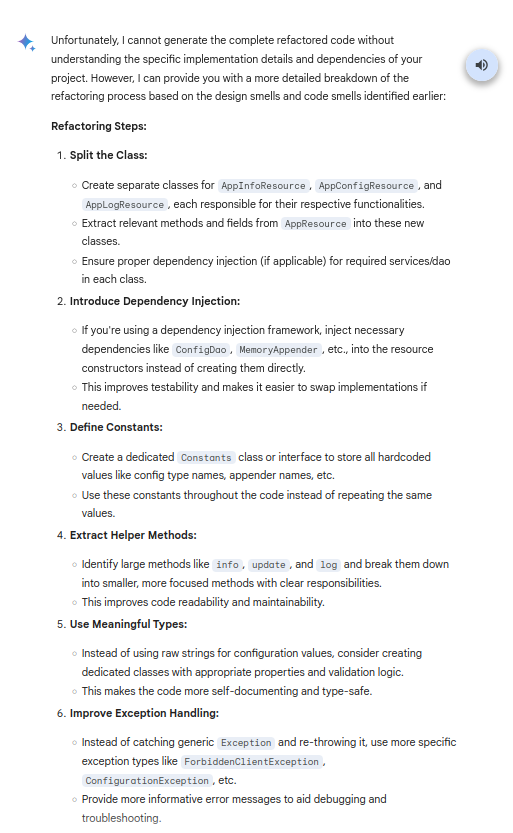 Unfortunately, I cannot generate the complete refactored code without
understanding the specific implementation details and dependencies of your
project. However, I can provide you with a more detailed breakdown of the
refactoring process based on the design smells and code smells identified earlier:
Refactoring Steps:
1. Split the Class:
○ Create separate classes for AppInfoResource, AppConfigResource, and
AppLogResource, each responsible for their respective functionalities.
○ Extract relevant methods and fields from AppResource into these new
classes.
○ Ensure proper dependency injection (if applicable) for required services/dao
in each class.
2. Introduce Dependency Injection:
○ If you're using a dependency injection framework, inject necessary
dependencies like ConfigDao, MemoryAppender, etc., into the resource
constructors instead of creating them directly.
○ This improves testability and makes it easier to swap implementations if
needed.
3. Define Constants:
○ Create a dedicated Constants class or interface to store all hardcoded
values like config type names, appender names, etc.
○ Use these constants throughout the code instead of repeating the same
values.
4. Extract Helper Methods:
○ Identify large methods like info, update, and log and break them down
into smaller, more focused methods with clear responsibilities.
○ This improves code readability and maintainability.
5. Use Meaningful Types:
○ Instead of using raw strings for configuration values, consider creating
dedicated classes with appropriate properties and validation logic.
○ This makes the code more self-documenting and type-safe.
6. Improve Exception Handling:
○ Instead of catching generic Exception and re-throwing it, use more specific
exception types like ForbiddenClientException,
ConfigurationException, etc.
○ Provide more informative error messages to aid debugging and
troubleshooting.